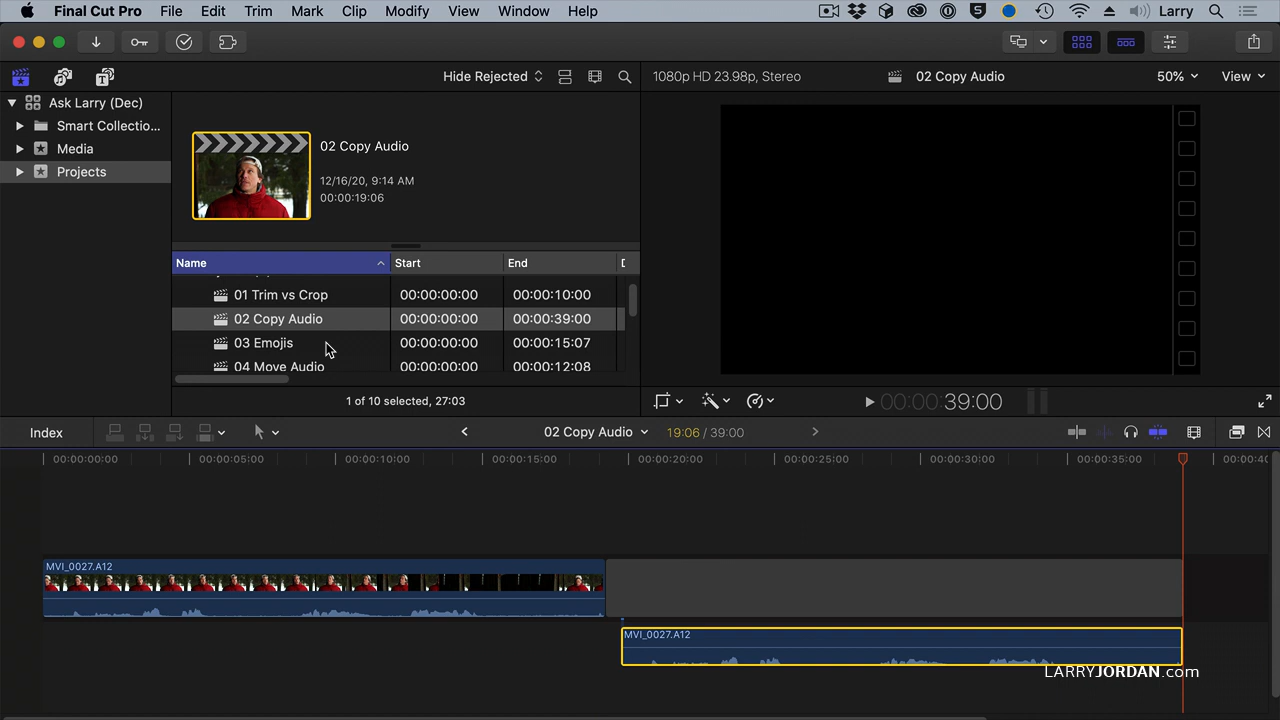 Final Cut Pro File Edit Trim Mark Clip Modify View Window Help Larry
Hide Rejected
1080p HD 23.98p, Stereo 02 Copy Audio 50% View
Ask Larry (Dec)
Smart Collectio...
Media
Projects
02 Copy Audio
12/16/20, 9:14 AM
00:00:19:06
Name Start End
01 Trim vs Crop 00:00:00:00 00:00:10:00
02 Copy Audio 00:00:00:00 00:00:39:00
03 Emojis 00:00:00:00 00:00:15:07
04 Move Audio 00:00:00:00 00:00:12:08
1 of 10 selected, 27:03
00:00:39:00
Index 02 Copy Audio 19:06 / 39:00
00:00:00:00 00:00:05:00 00:00:10:00 00:00:15:00 00:00:20:00 00:00:25:00 00:00:30:00 00:00:35:00
MVI_0027.A12
MVI_0027.A12
LARRYJORDAN.com